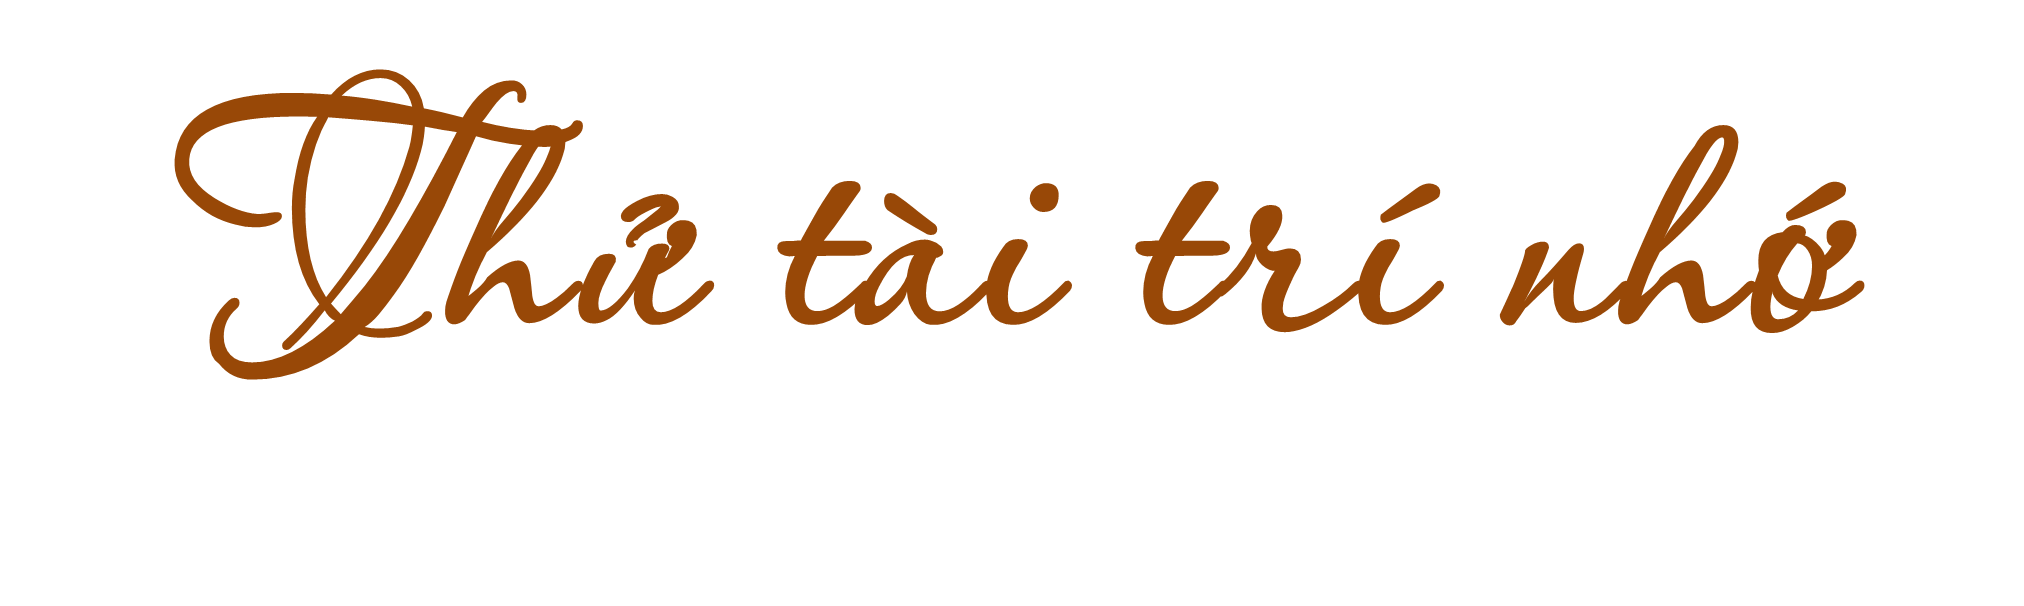 Thử tài trí nhớ